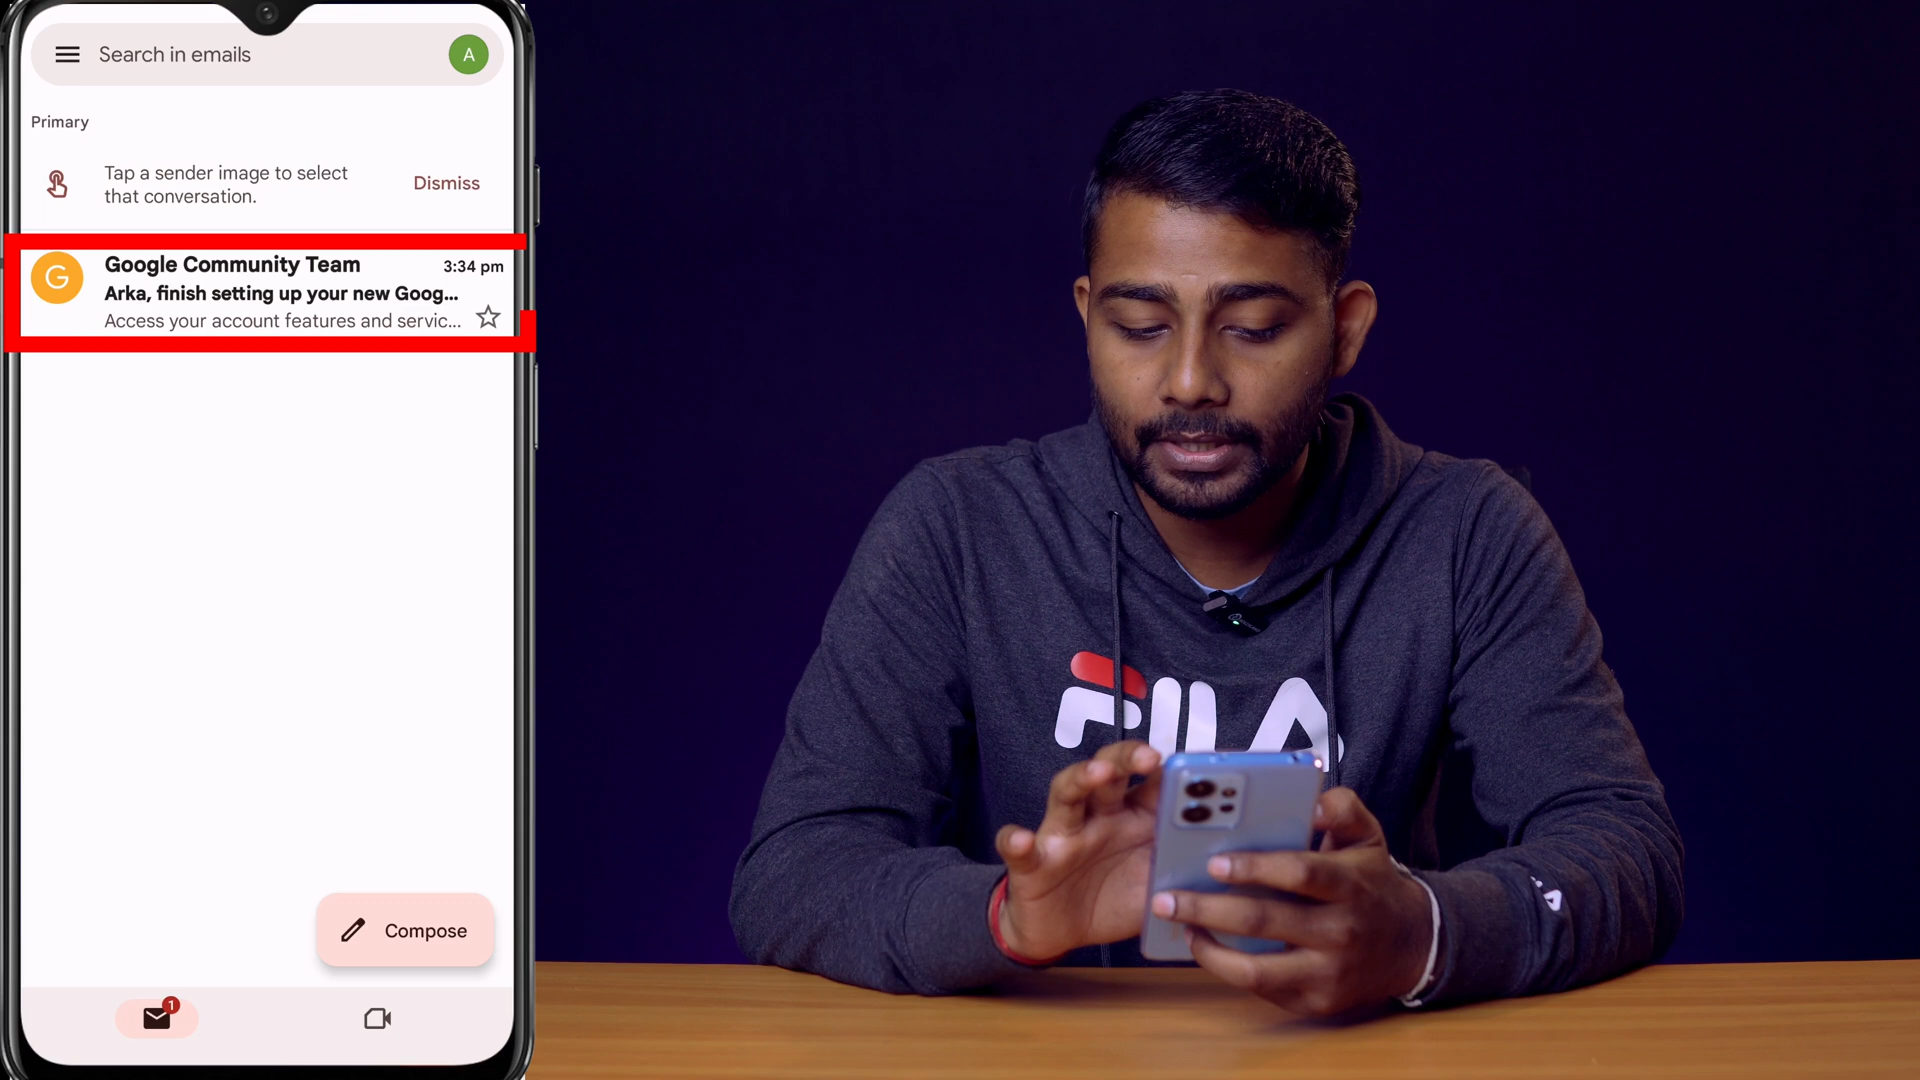 Search in emails
A
Primary
Tap a sender image to select
that conversation.
Dismiss
G
Google Community Team
3:34 pm
Arka, finish setting up your new Goog...
Access your account features and servic...
Compose
1
FILA